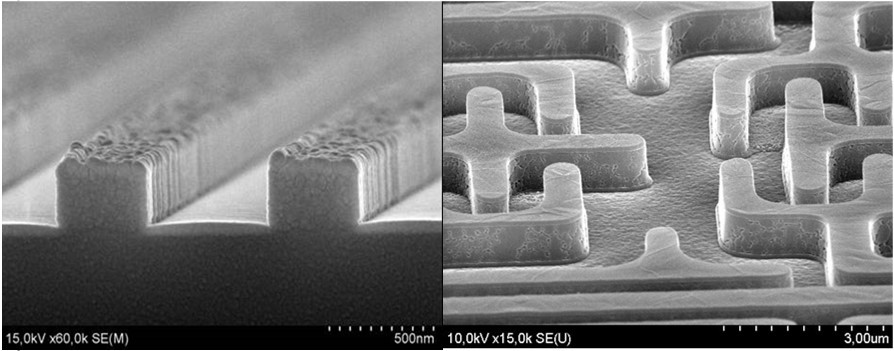 15,0kV x60,0k SE(M) 500nm
10,0kV x15,0k SE(U) 3,00um